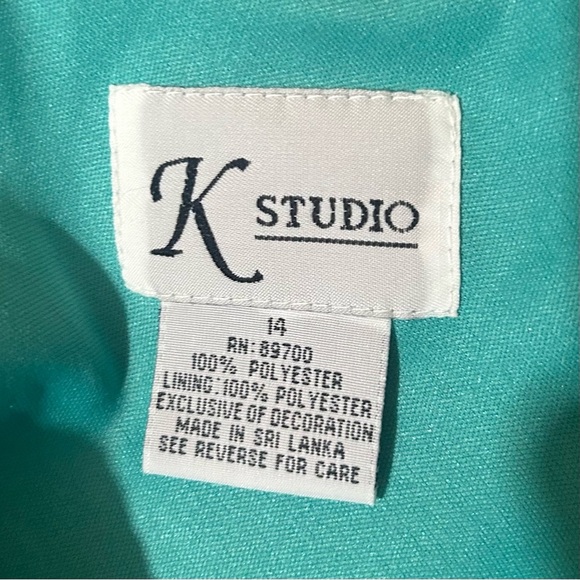 K STUDIO
14
RN: 89700
100% POLYESTER
LINING: 100% POLYESTER
EXCLUSIVE OF DECORATION
MADE IN SRI LANKA
SEE REVERSE FOR CARE